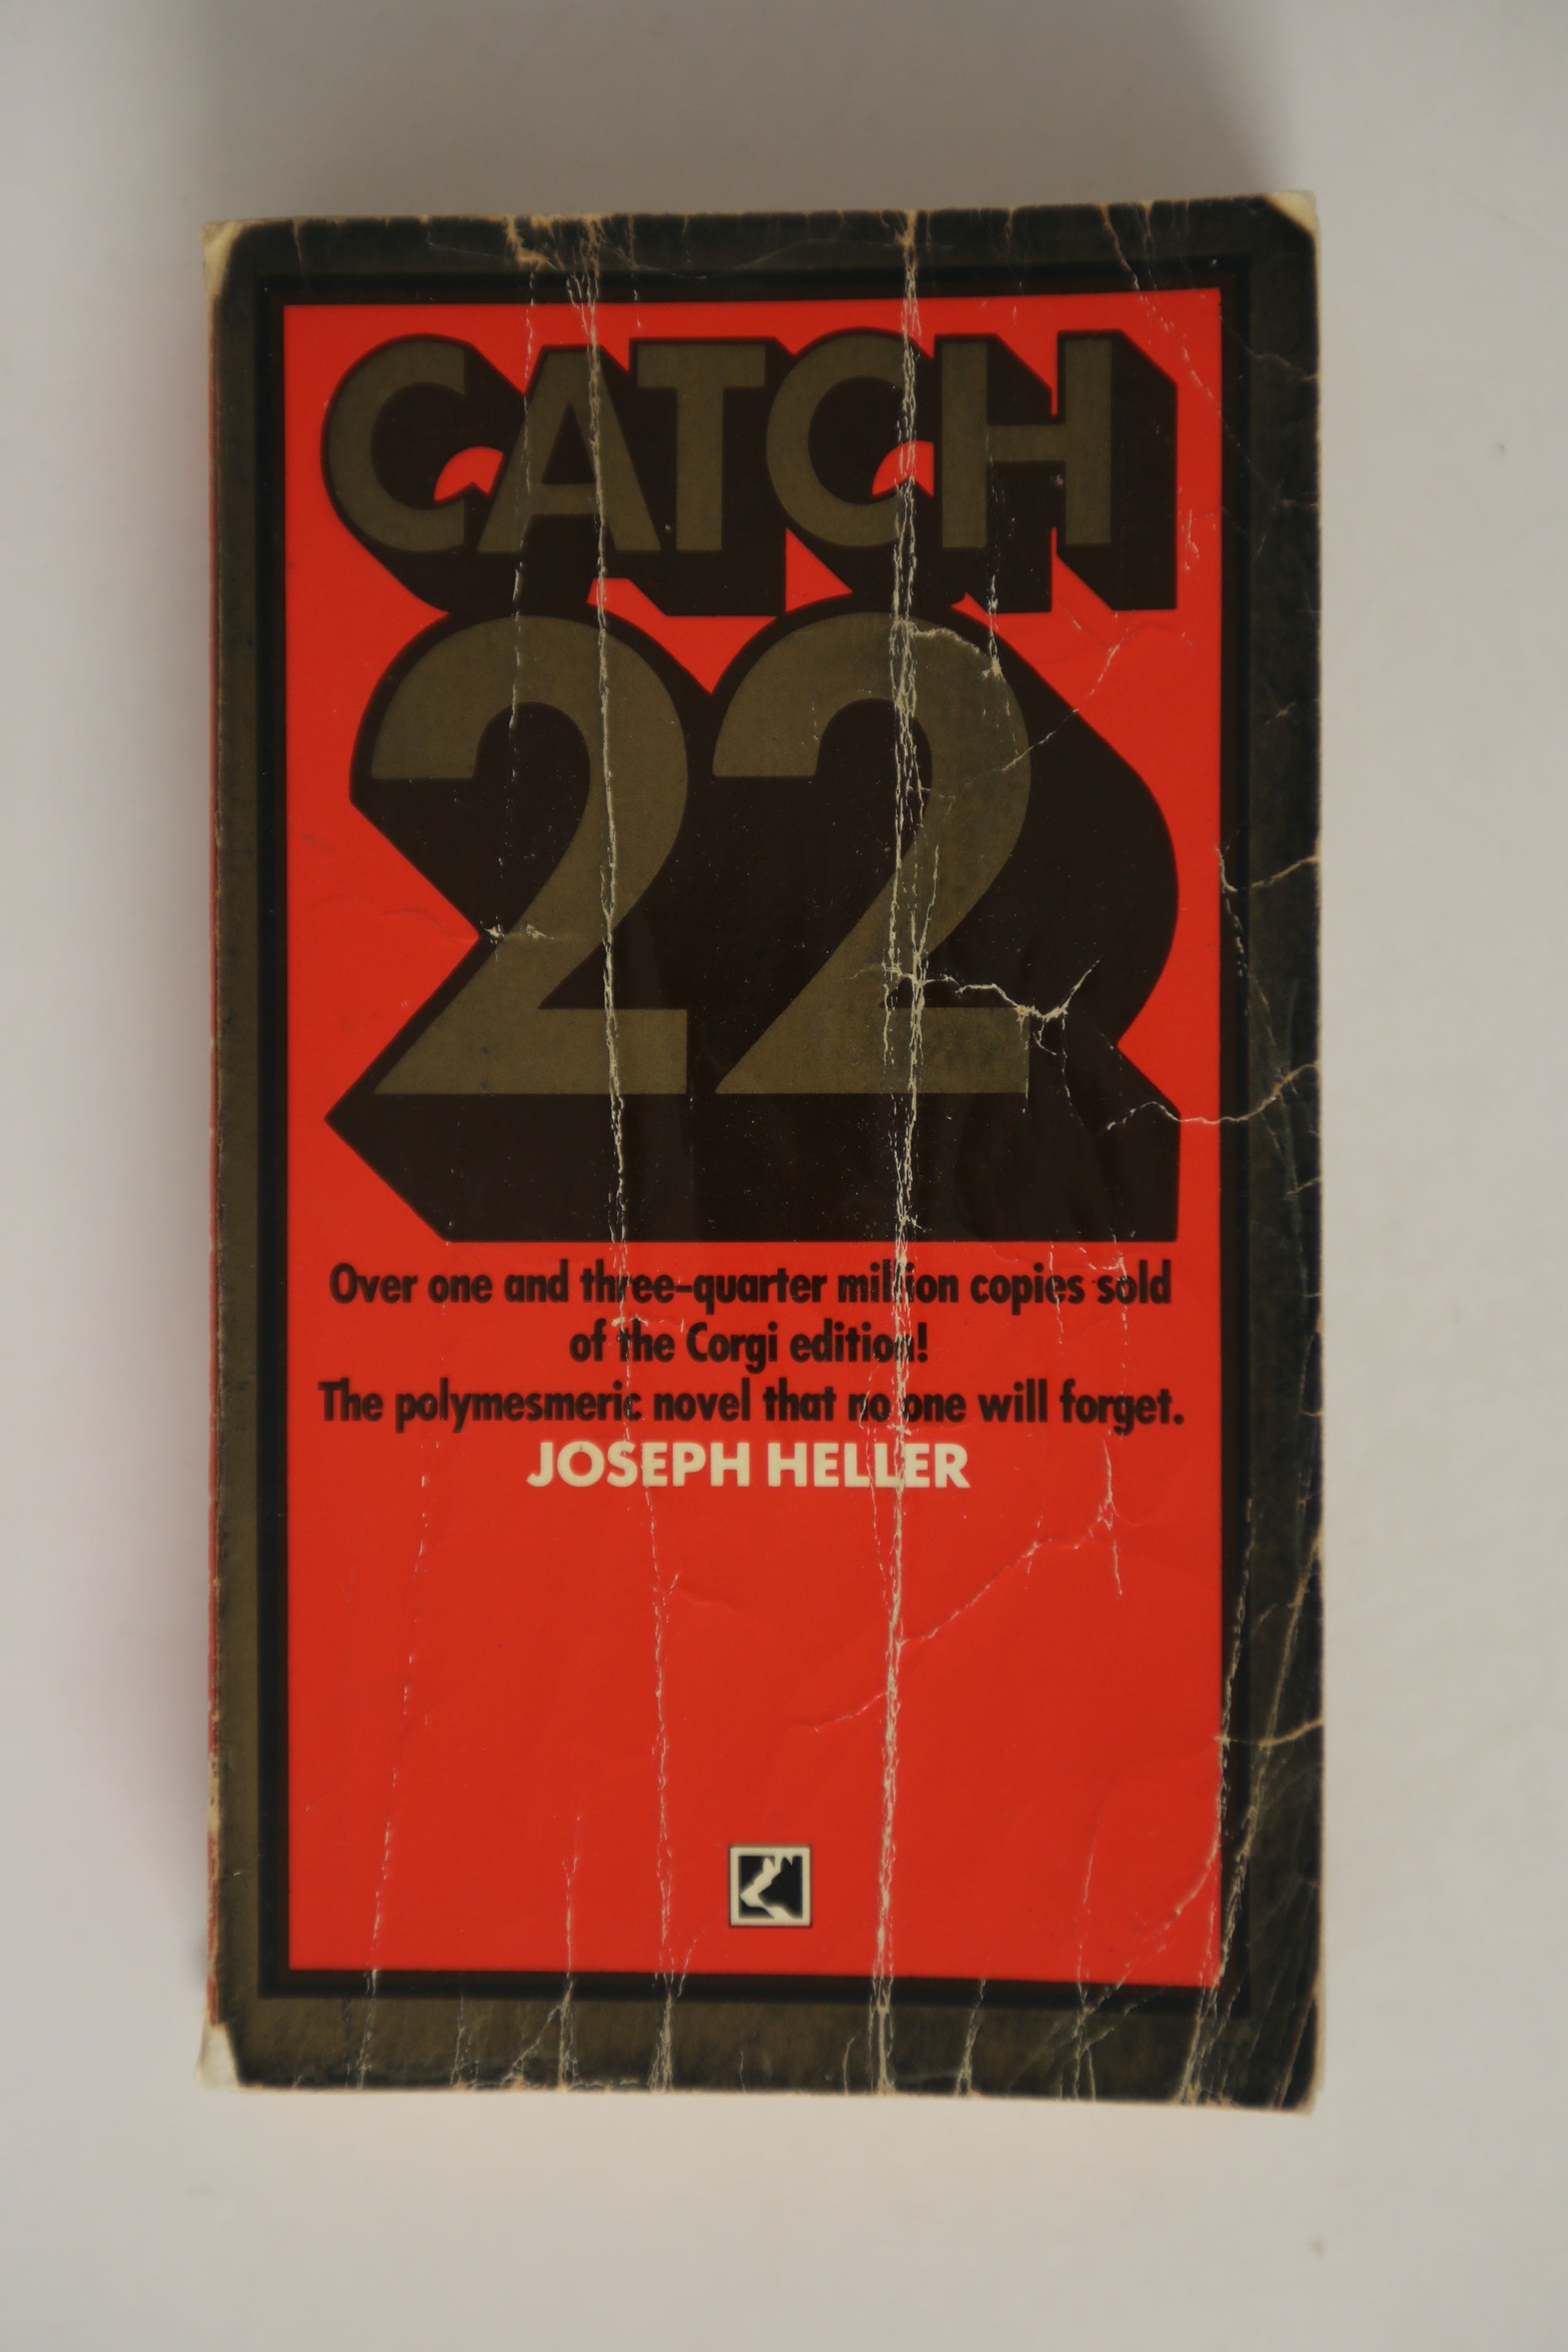 CATCH
22
Over one and three-quarter million copies sold
of the Corgi edition!
The polymesmeric novel that no one will forget.
JOSEPH HELLER